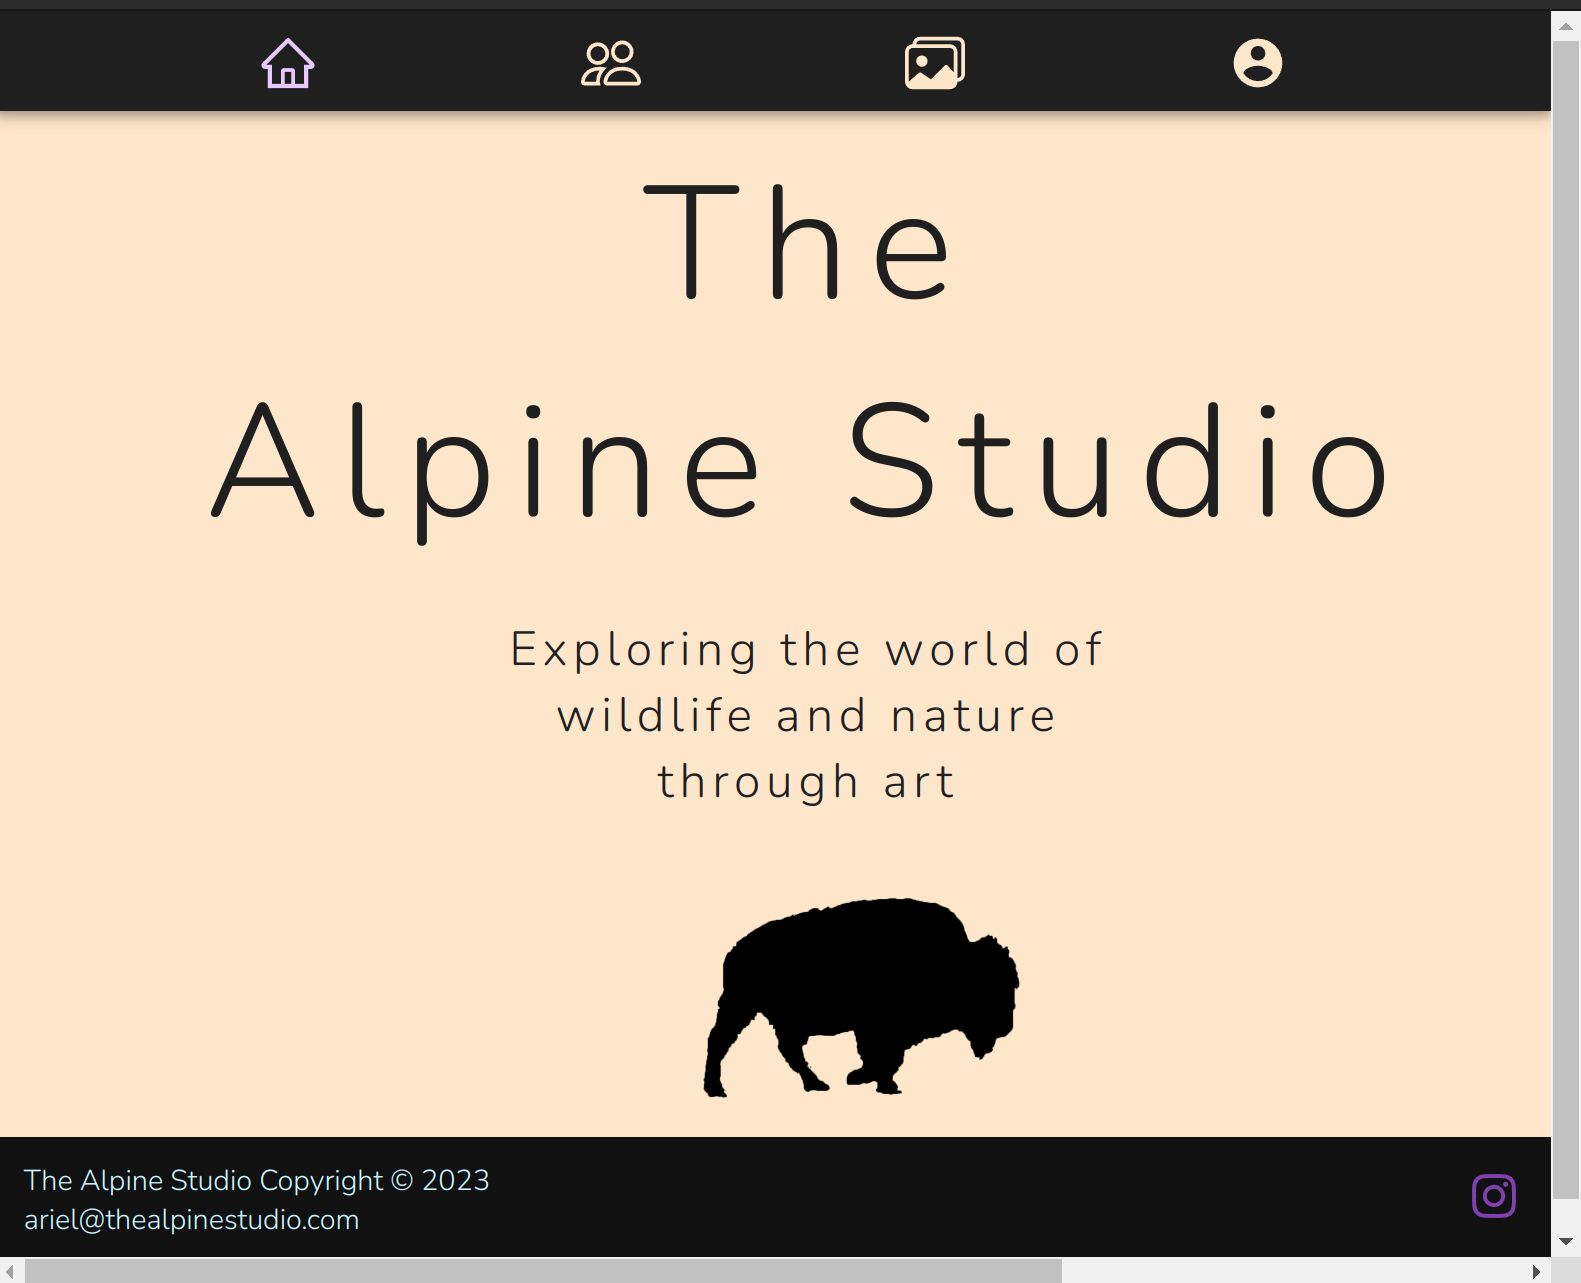 The
Alpine Studio
Exploring the world of
wildlife and nature
through art
The Alpine Studio Copyright © 2023
ariel@thealpinestudio.com